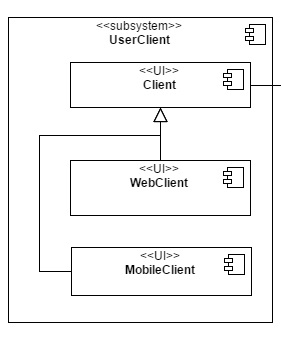 <<subsystem>>
UserClient
<<UI>>
Client
<<UI>>
WebClient
<<UI>>
MobileClient